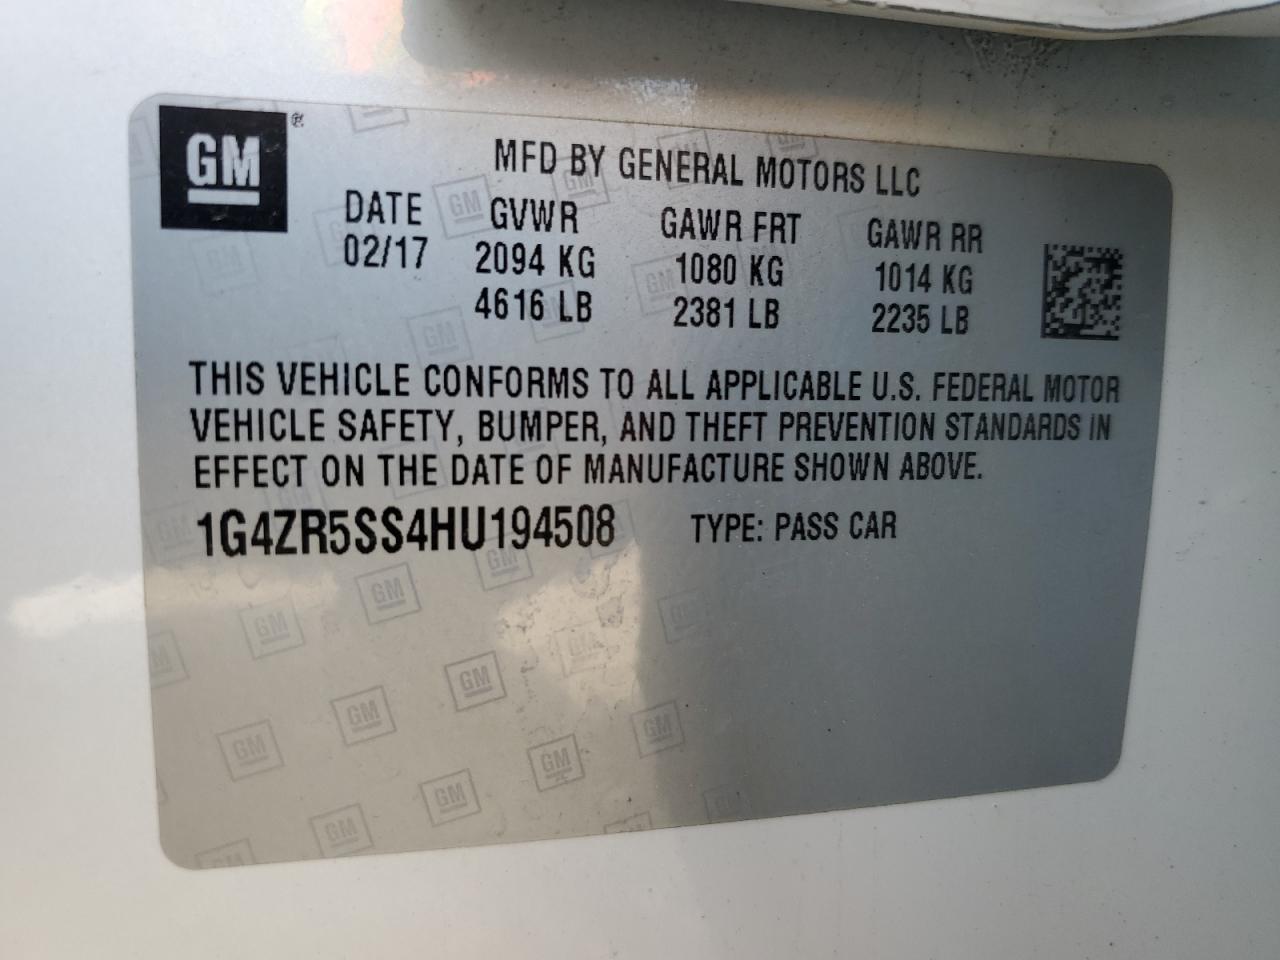 GM®
MFD BY GENERAL MOTORS LLC
DATE GVWR GAWR FRT GAWR RR
02/17 2094 KG 1080 KG 1014 KG
4616 LB 2381 LB 2235 LB
THIS VEHICLE CONFORMS TO ALL APPLICABLE U.S. FEDERAL MOTOR
VEHICLE SAFETY, BUMPER, AND THEFT PREVENTION STANDARDS IN
EFFECT ON THE DATE OF MANUFACTURE SHOWN ABOVE.
1G4ZR5SS4HU194508 TYPE: PASS CAR